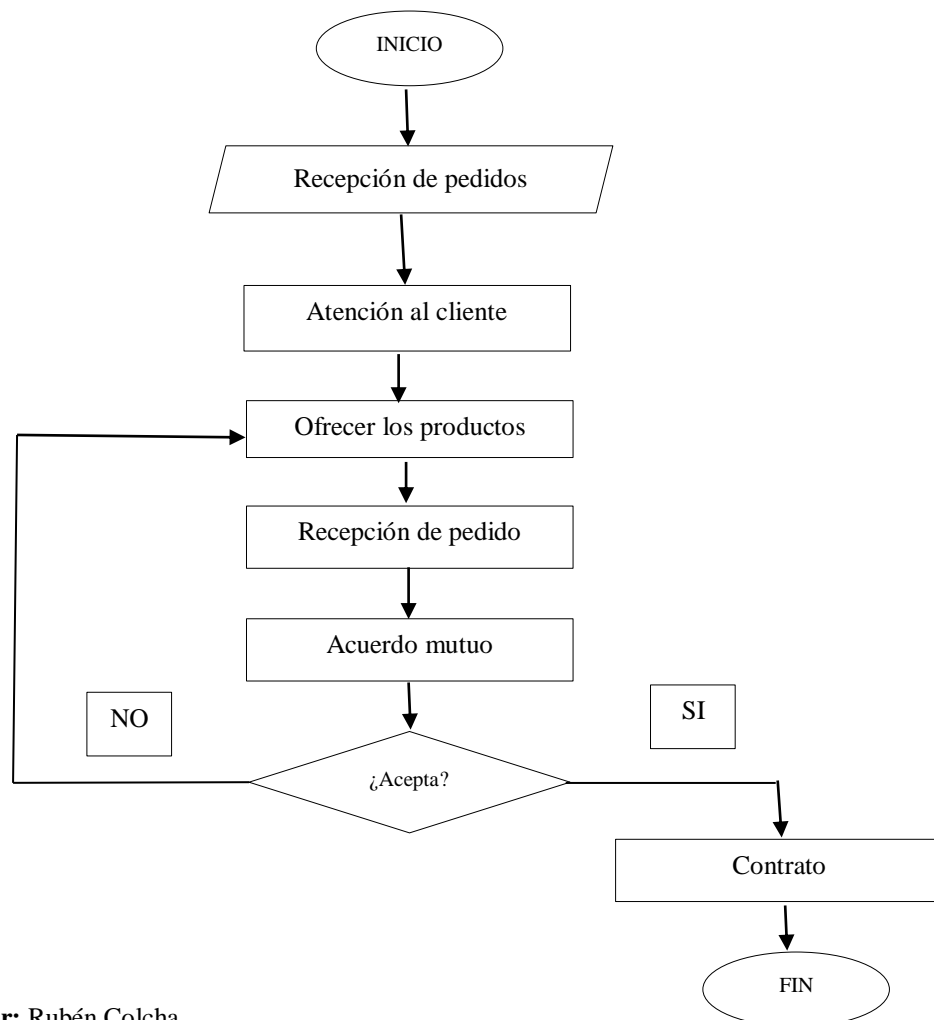 INICIO
Recepción de pedidos
Atención al cliente
Ofrecer los productos
Recepción de pedido
Acuerdo mutuo
NO
SI
¿Acepta?
Contrato
FIN
r: Rubén Colcha